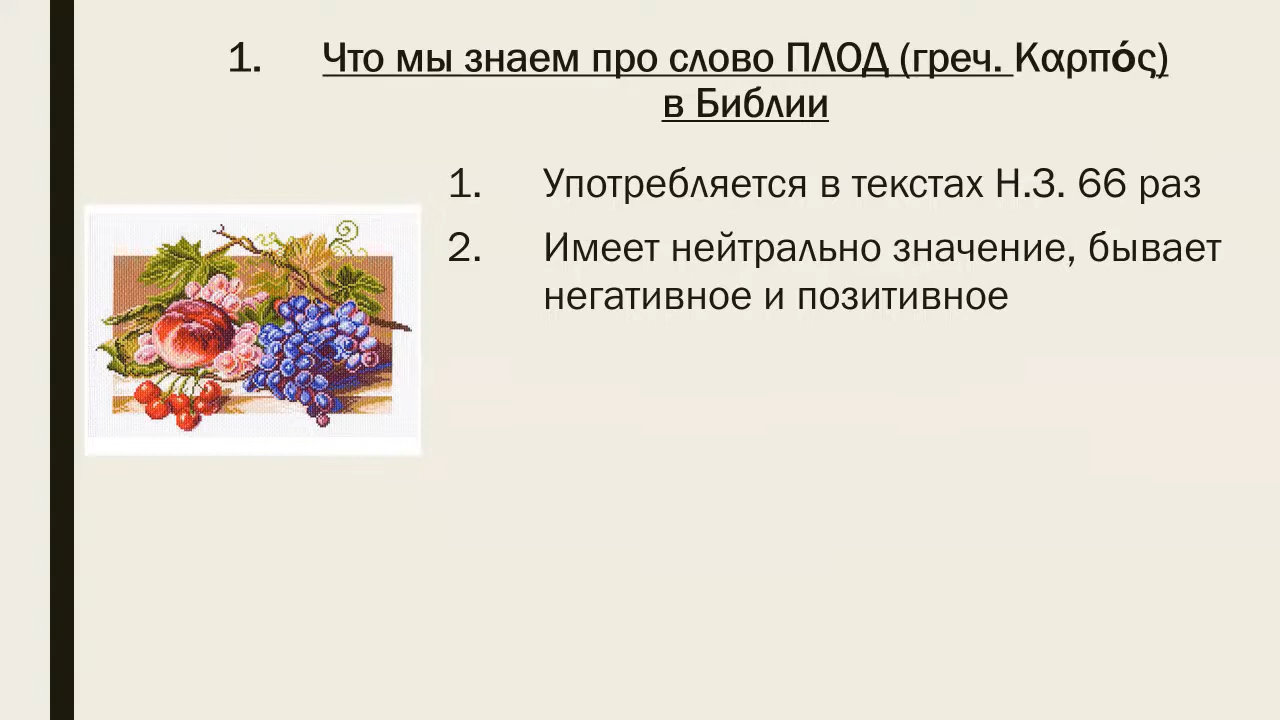 1. Что мы знаем про слово ПЛОД (греч. Καρπός)
в Библии
1. Употребляется в текстах Н.З. 66 раз
2. Имеет нейтрально значение, бывает
негативное и позитивное